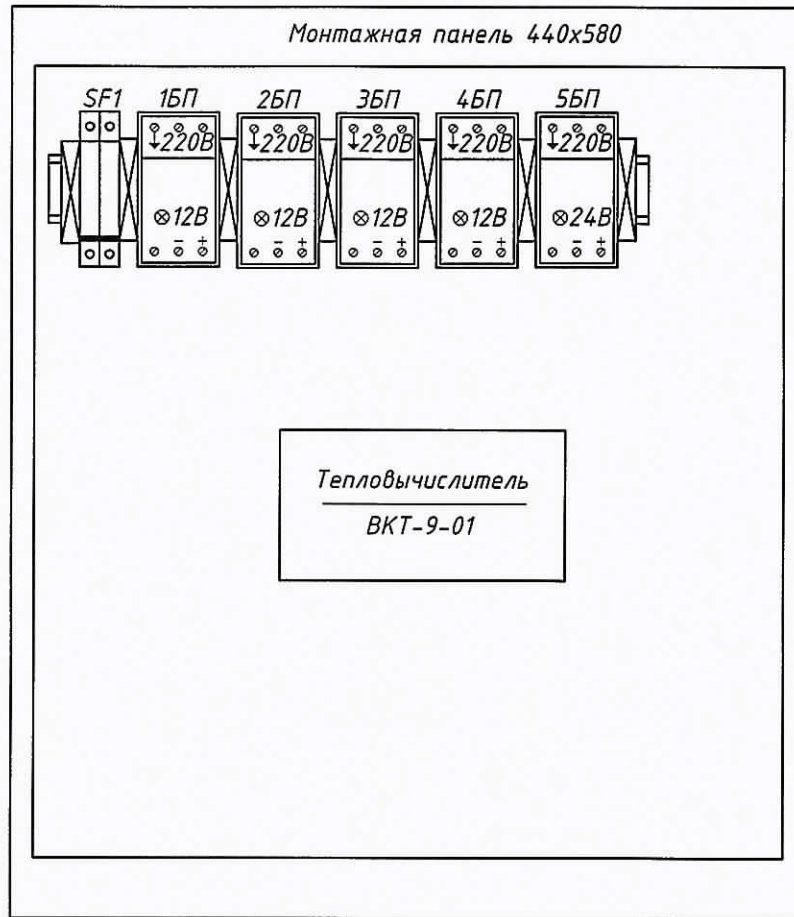 Монтажная панель 440х580
SF1 1БП 2БП 3БП 4БП 5БП
220В 220В 220В 220В 220В
12В 12В 12В 12В 24В
- + - + - + - + - +
Тепловычислитель
ВКТ-9-01